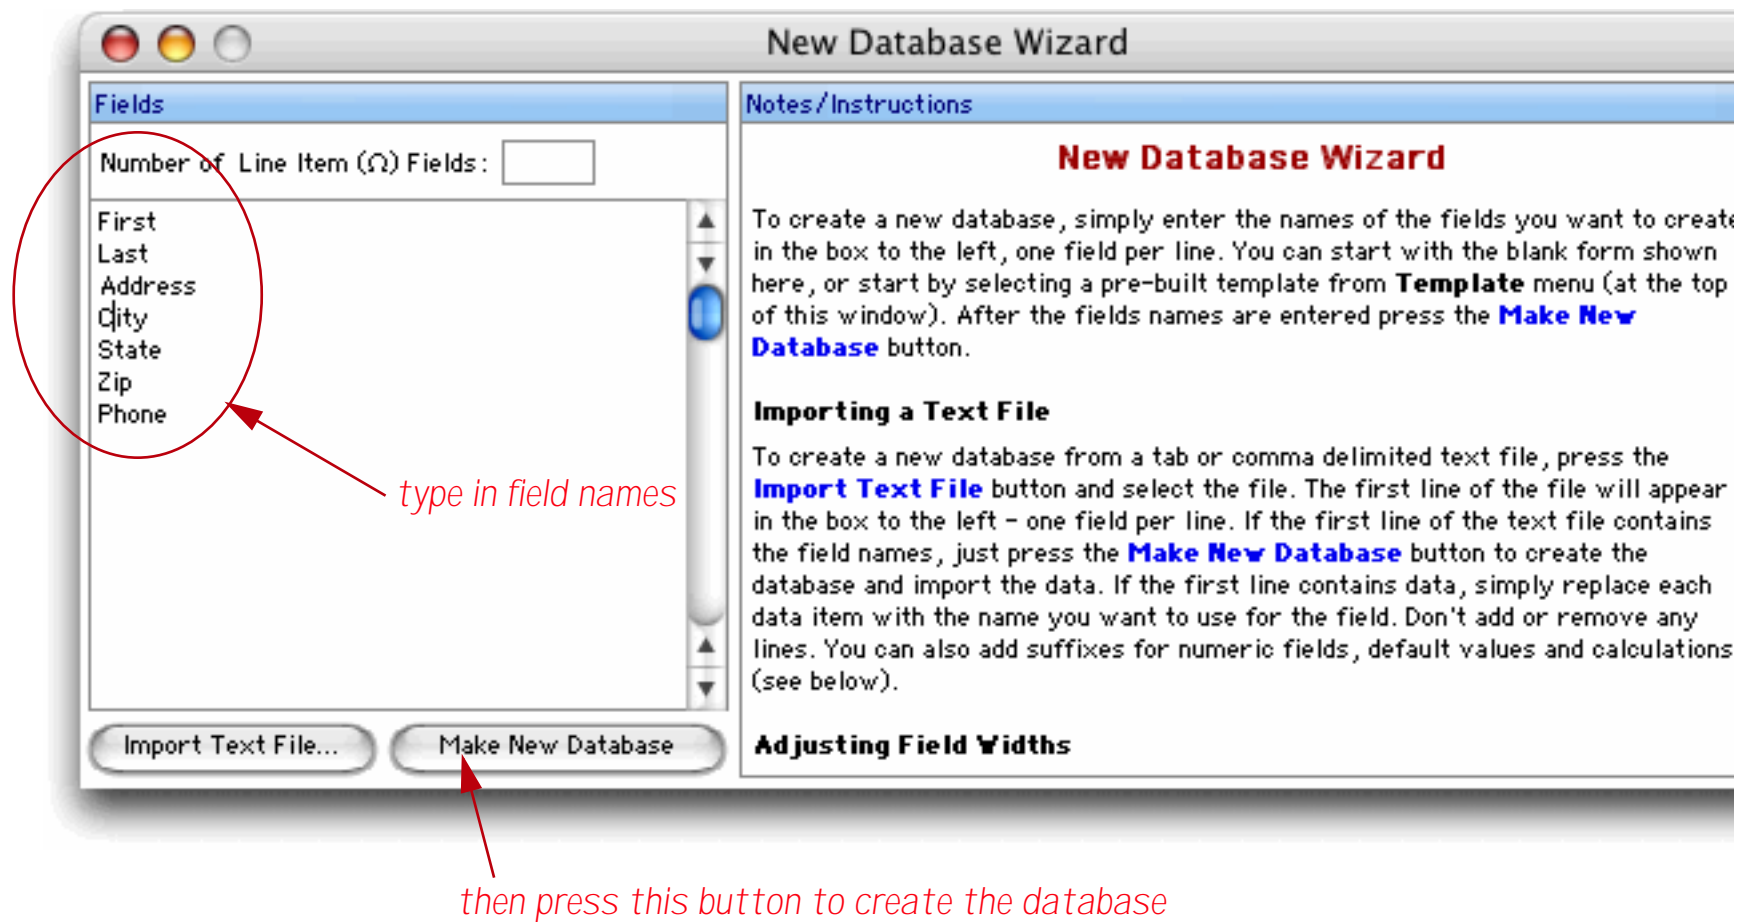 New Database Wizard
Fields
Number of Line Item (Ω) Fields:
First
Last
Address
City
State
Zip
Phone
type in field names
Import Text File...
Make New Database
then press this button to create the database
Notes/Instructions
New Database Wizard
To create a new database, simply enter the names of the fields you want to create
in the box to the left, one field per line. You can start with the blank form shown
here, or start by selecting a pre-built template from Template menu (at the top
of this window). After the fields names are entered press the Make New
Database button.
Importing a Text File
To create a new database from a tab or comma delimited text file, press the
Import Text File button and select the file. The first line of the file will appear
in the box to the left - one field per line. If the first line of the text file contains
the field names, just press the Make New Database button to create the
database and import the data. If the first line contains data, simply replace each
data item with the name you want to use for the field. Don't add or remove any
lines. You can also add suffixes for numeric fields, default values and calculations
(see below).
Adjusting Field Widths